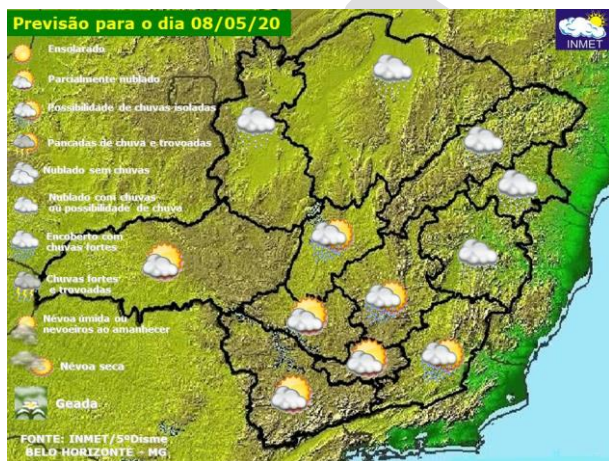 Previsão para o dia 08/05/20
INMET
Ensolarado
Parcialmente nublado
Possibilidade de chuvas isoladas
Pancadas de chuva e trovoadas
Nublado sem chuvas
Nublado com chuvas
ou possibilidade de chuva
Encoberto com
chuvas fortes
Chuvas fortes
e trovoadas
Névoa úmida ou
nevoeiros ao amanhecer
Névoa seca
Geada
FONTE: INMET/5ºDisme
BELO HORIZONTE - MG